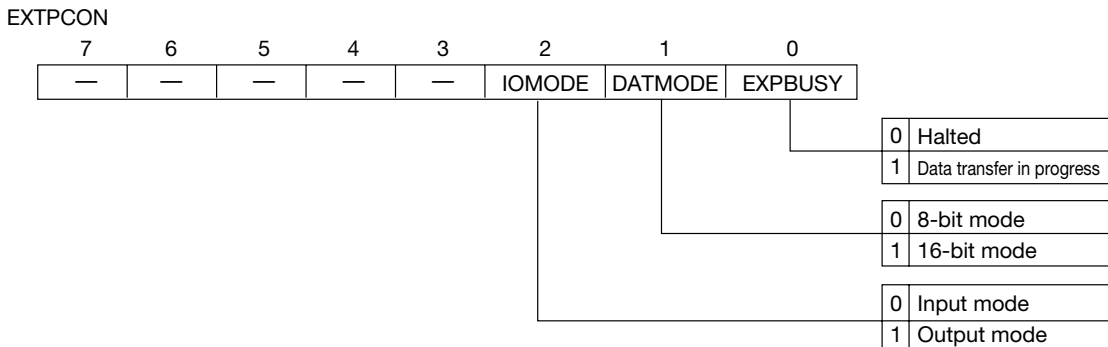 EXTPCON
7 6 5 4 3 2 1 0
— — — — — IOMODE DATMODE EXPBUSY
0 Halted
1 Data transfer in progress
0 8-bit mode
1 16-bit mode
0 Input mode
1 Output mode